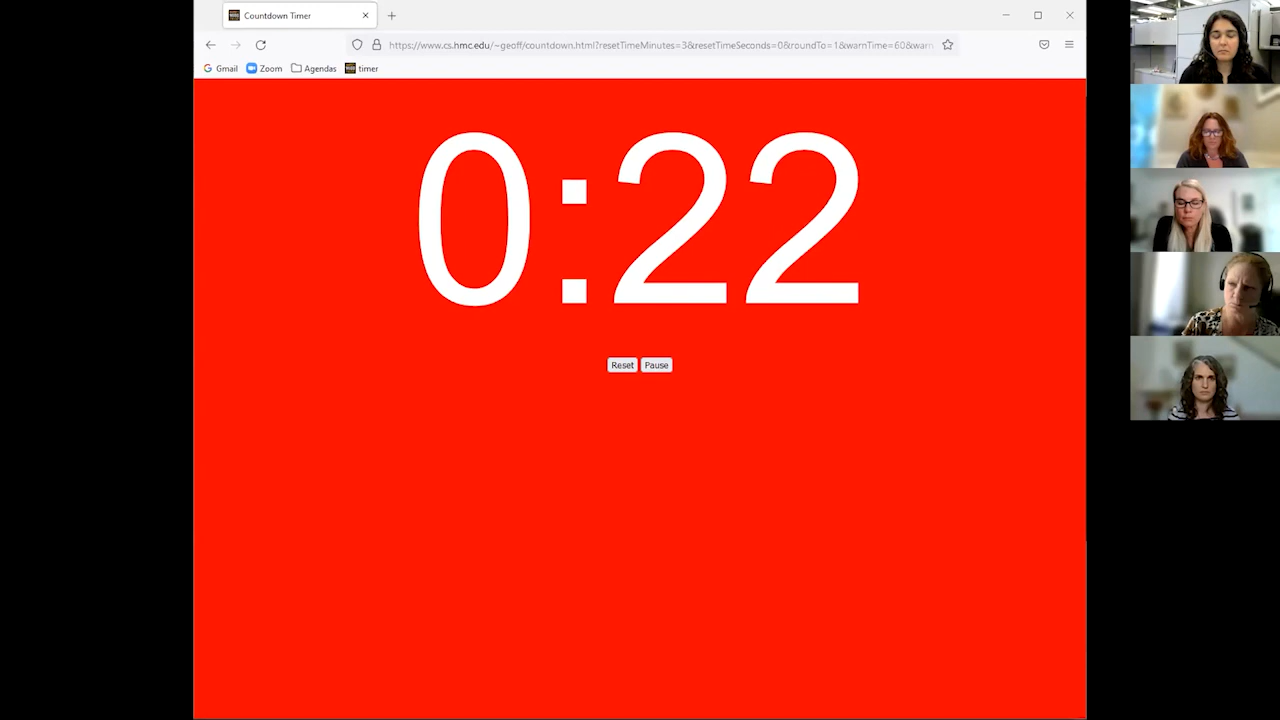 Countdown Timer
https://www.cs.hmc.edu/~geoff/countdown.html?resetTimeMinutes=3&resetTimeSeconds=0&roundTo=1&warnTime=60&warn
Gmail Zoom Agendas timer
0:22
Reset Pause